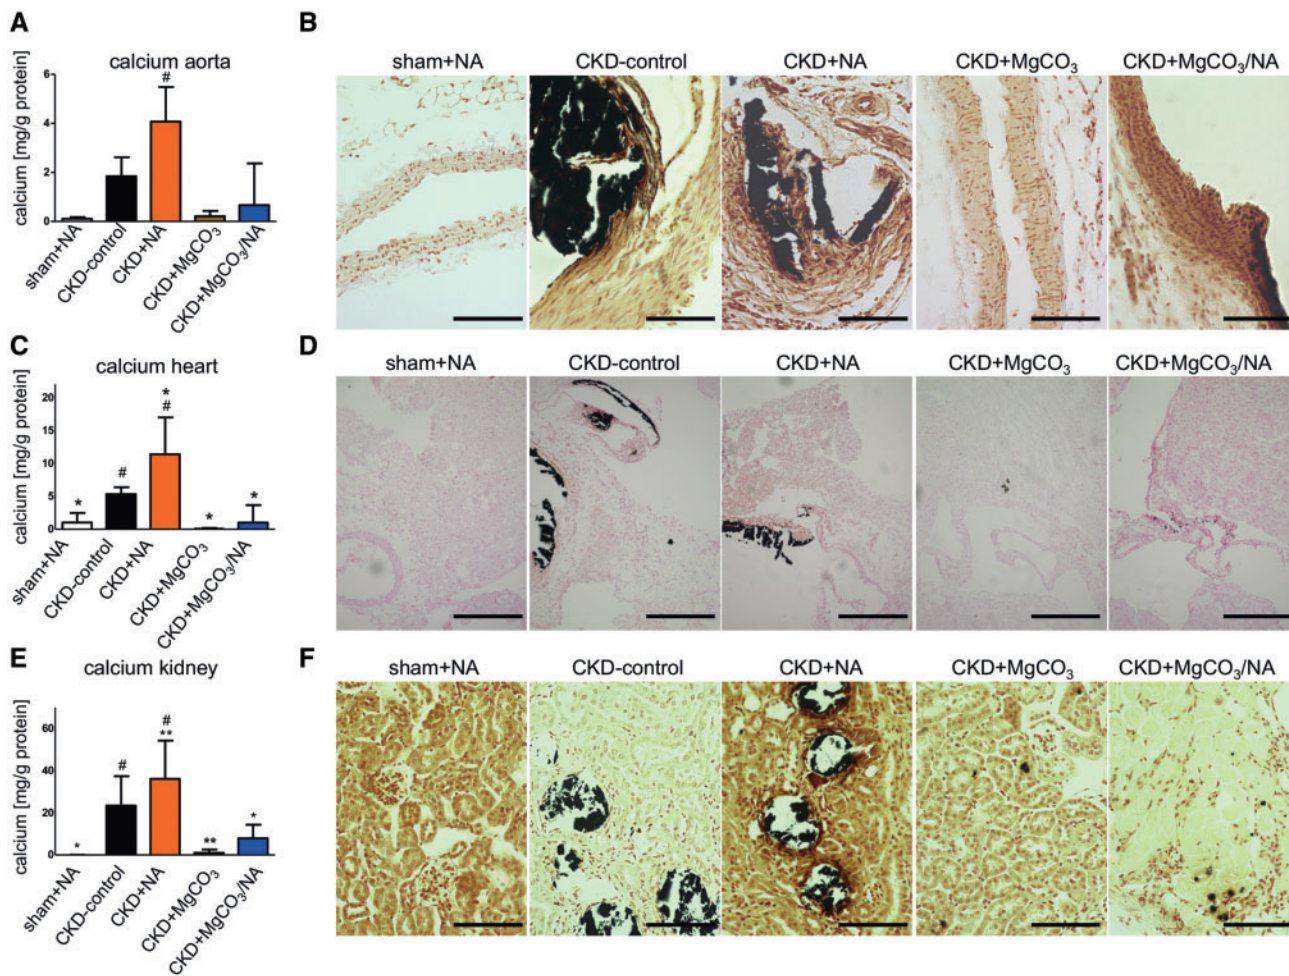 A
calcium aorta
calcium [mg/g protein]
6
4
2
0
#
sham+NA
CKD-control
CKD+NA
CKD+MgCO₃
CKD+MgCO₃/NA
B
sham+NA CKD-control CKD+NA CKD+MgCO₃ CKD+MgCO₃/NA
C
calcium heart
calcium [mg/g protein]
20
15
10
5
0
*
#
*
#
*
*
sham+NA
CKD-control
CKD+NA
CKD+MgCO₃
CKD+MgCO₃/NA
D
sham+NA CKD-control CKD+NA CKD+MgCO₃ CKD+MgCO₃/NA
E
calcium kidney
calcium [mg/g protein]
60
40
20
0
*
#
#
**
**
*
sham+NA
CKD-control
CKD+NA
CKD+MgCO₃
CKD+MgCO₃/NA
F
sham+NA CKD-control CKD+NA CKD+MgCO₃ CKD+MgCO₃/NA